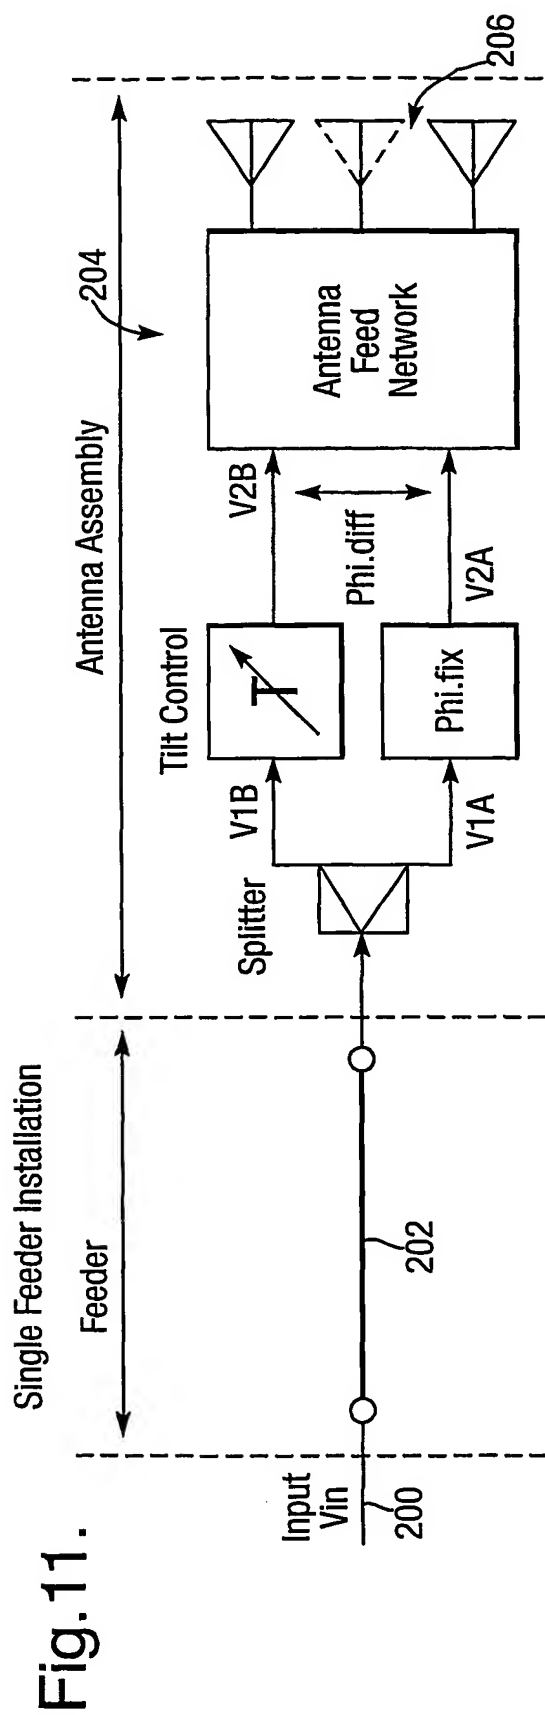 Fig.11.
Single Feeder Installation
Feeder
Antenna Assembly
204
206
Input
Vin
200
202
Splitter
Tilt Control
V1B
V1A
T
Phi.fix
V2B
Phi.diff
V2A
Antenna
Feed
Network